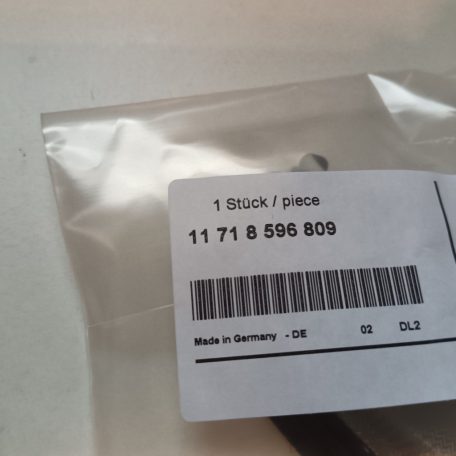 1 Stück / piece
11 71 8 596 809
Made in Germany - DE 02 DL2